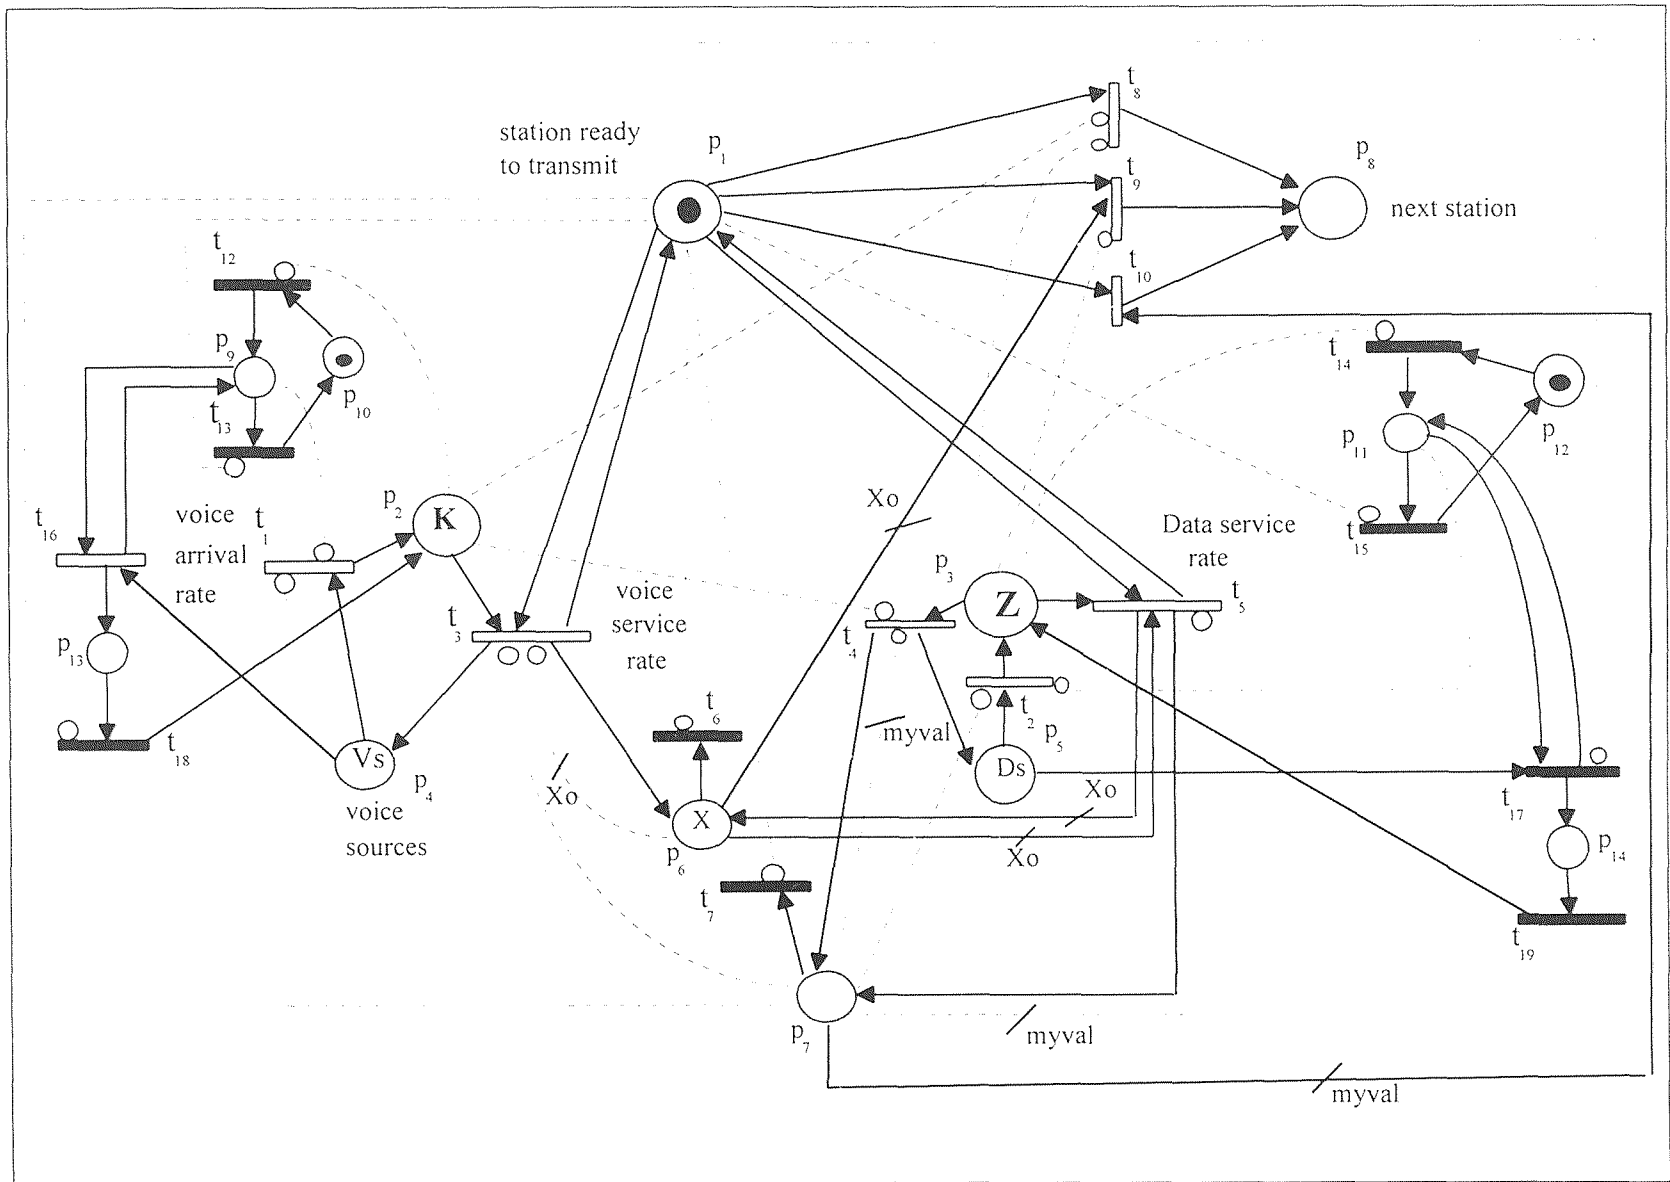 t8
station ready
to transmit
p1
p8
t9
next station
t12
t10
p9
t14
p10
t13
p11
p12
Xo
p2
K
t16
voice
arrival
rate
t1
t15
Data service
rate
p3
Z
t5
voice
service
rate
t3
t4
p13
t6
t2
p5
myval
t18
Vs
p4
Ds
Xo
Xo
t17
voice
sources
X
p6
Xo
p14
t7
t19
p7
myval
myval